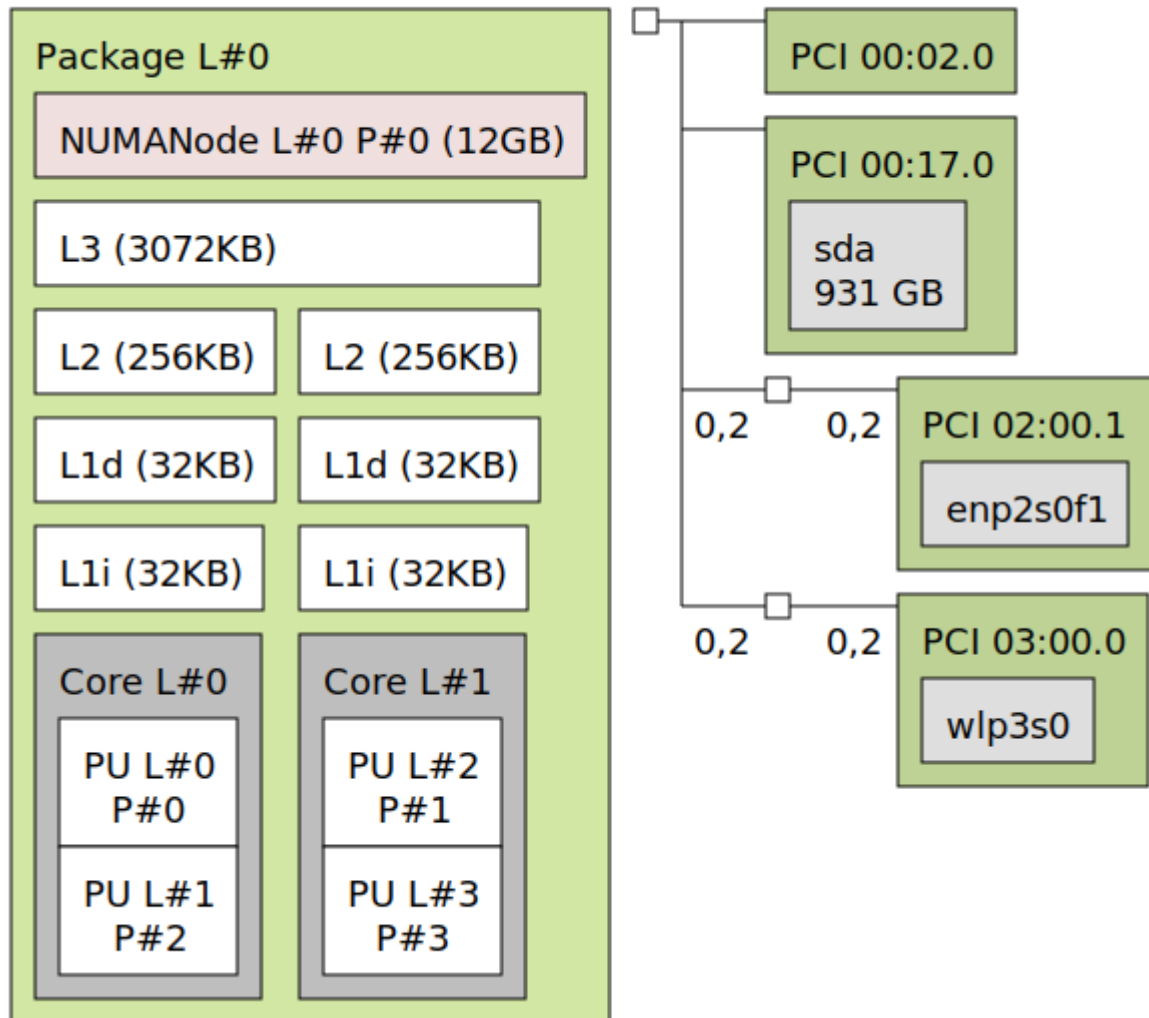 Package L#0
NUMANode L#0 P#0 (12GB)
L3 (3072KB)
L2 (256KB)
L2 (256KB)
L1d (32KB)
L1d (32KB)
L1i (32KB)
L1i (32KB)
Core L#0
PU L#0
P#0
PU L#1
P#2
Core L#1
PU L#2
P#1
PU L#3
P#3
PCI 00:02.0
PCI 00:17.0
sda
931 GB
0,2
0,2
PCI 02:00.1
enp2s0f1
0,2
0,2
PCI 03:00.0
wlp3s0